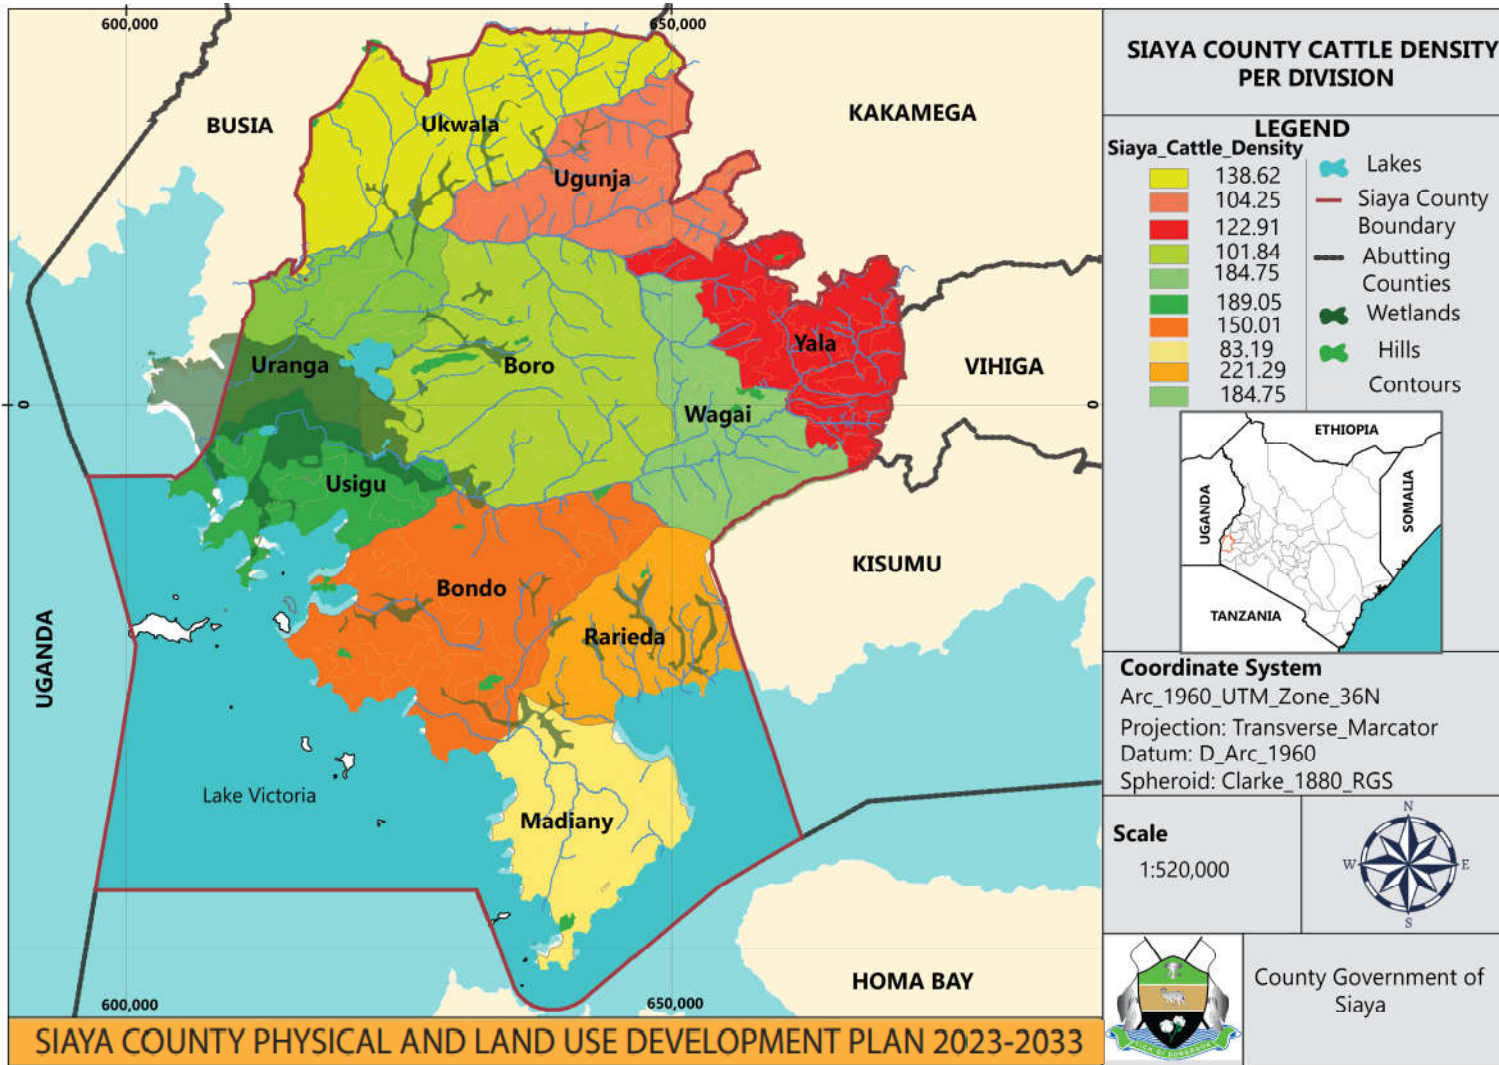 600,000
650,000
BUSIA
KAKAMEGA
Ukwala
Ugunja
Yala
VIHIGA
Uranga
Boro
0
0
Wagai
Usigu
KISUMU
Bondo
Rarieda
UGANDA
Lake Victoria
Madiany
HOMA BAY
600,000
650,000
SIAYA COUNTY PHYSICAL AND LAND USE DEVELOPMENT PLAN 2023-2033
SIAYA COUNTY CATTLE DENSITY
PER DIVISION
LEGEND
Siaya_Cattle_Density
138.62
104.25
122.91
101.84
184.75
189.05
150.01
83.19
221.29
184.75
Lakes
Siaya County
Boundary
Abutting
Counties
Wetlands
Hills
Contours
ETHIOPIA
UGANDA
SOMALIA
TANZANIA
Coordinate System
Arc_1960_UTM_Zone_36N
Projection: Transverse_Marcator
Datum: D_Arc_1960
Spheroid: Clarke_1880_RGS
Scale
1:520,000
N
W
E
S
County Government of
Siaya